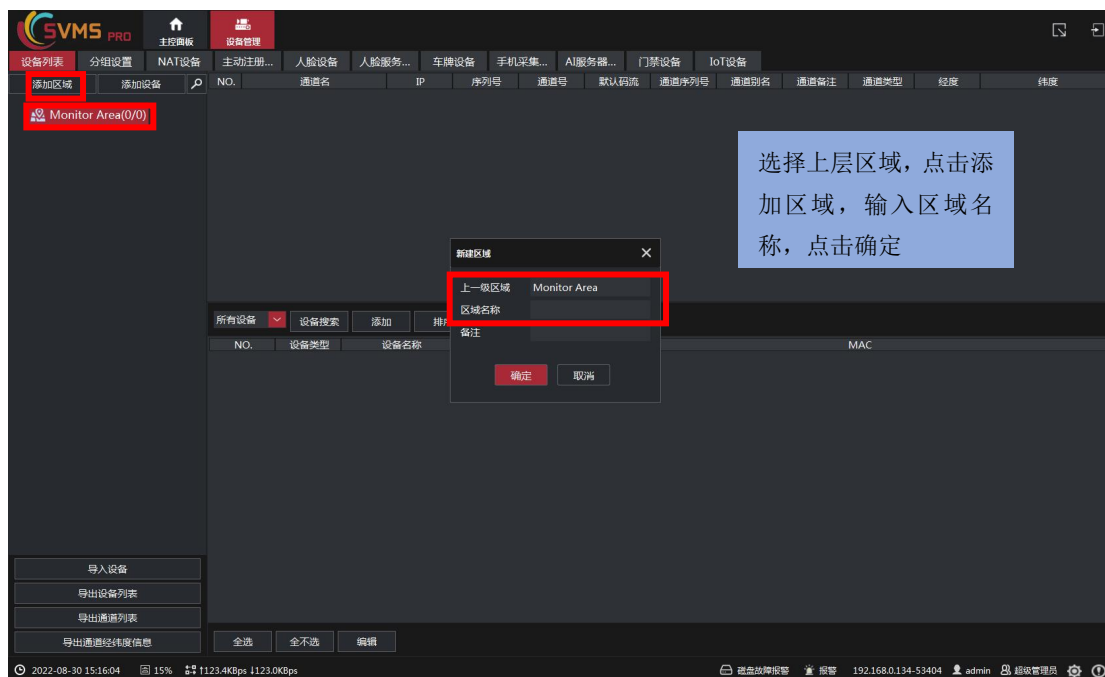 SVMS PRO
主控面板
设备管理
设备列表 分组设置 NAT设备 主动注册... 人脸设备 人脸服务... 车牌设备 手机采集... AI服务器... 门禁设备 IoT设备
添加区域 添加设备
NO. 通道名 IP 序列号 通道号 默认码流 通道序列号 通道别名 通道备注 通道类型 经度 纬度
Monitor Area(0/0)
选择上层区域，点击添
加区域，输入区域名
称，点击确定
新建区域
上一级区域 Monitor Area
区域名称
备注
确定 取消
所有设备 设备搜索 添加
NO. 设备类型 设备名称 MAC
导入设备
导出设备列表
导出通道列表
导出通道经纬度信息
全选 全不选 编辑
2022-08-30 15:16:04 15% ↑123.4KBps ↓123.0KBps 磁盘故障报警 报警 192.168.0.134-53404 admin 超级管理员